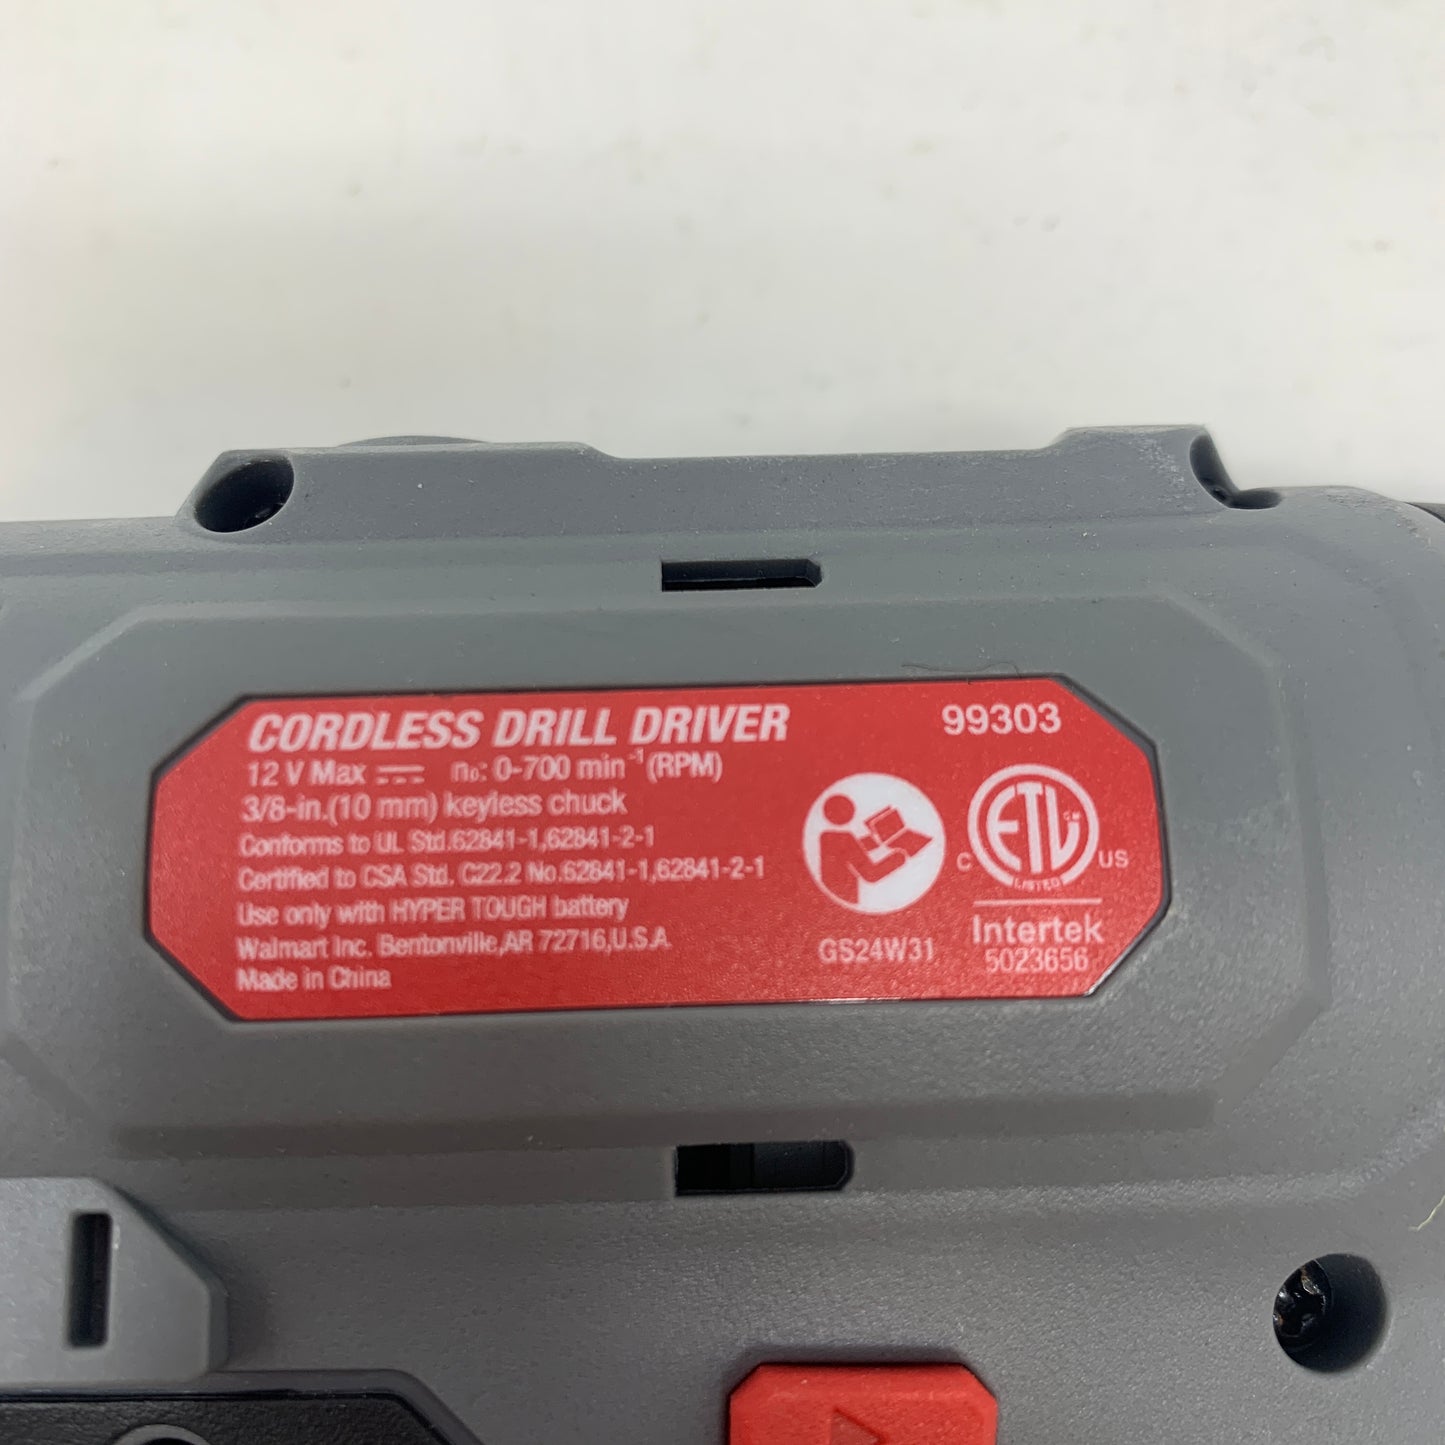 CORDLESS DRILL DRIVER 99303
12 V Max n₀: 0-700 min⁻¹ (RPM)
3/8-in.(10 mm) keyless chuck
Conforms to UL Std.62841-1,62841-2-1
Certified to CSA Std. C22.2 No.62841-1,62841-2-1
Use only with HYPER TOUGH battery
Walmart Inc. Bentonville,AR 72716,U.S.A
Made in China
GS24W31
ETL
CM
C US
LISTED
Intertek
5023656